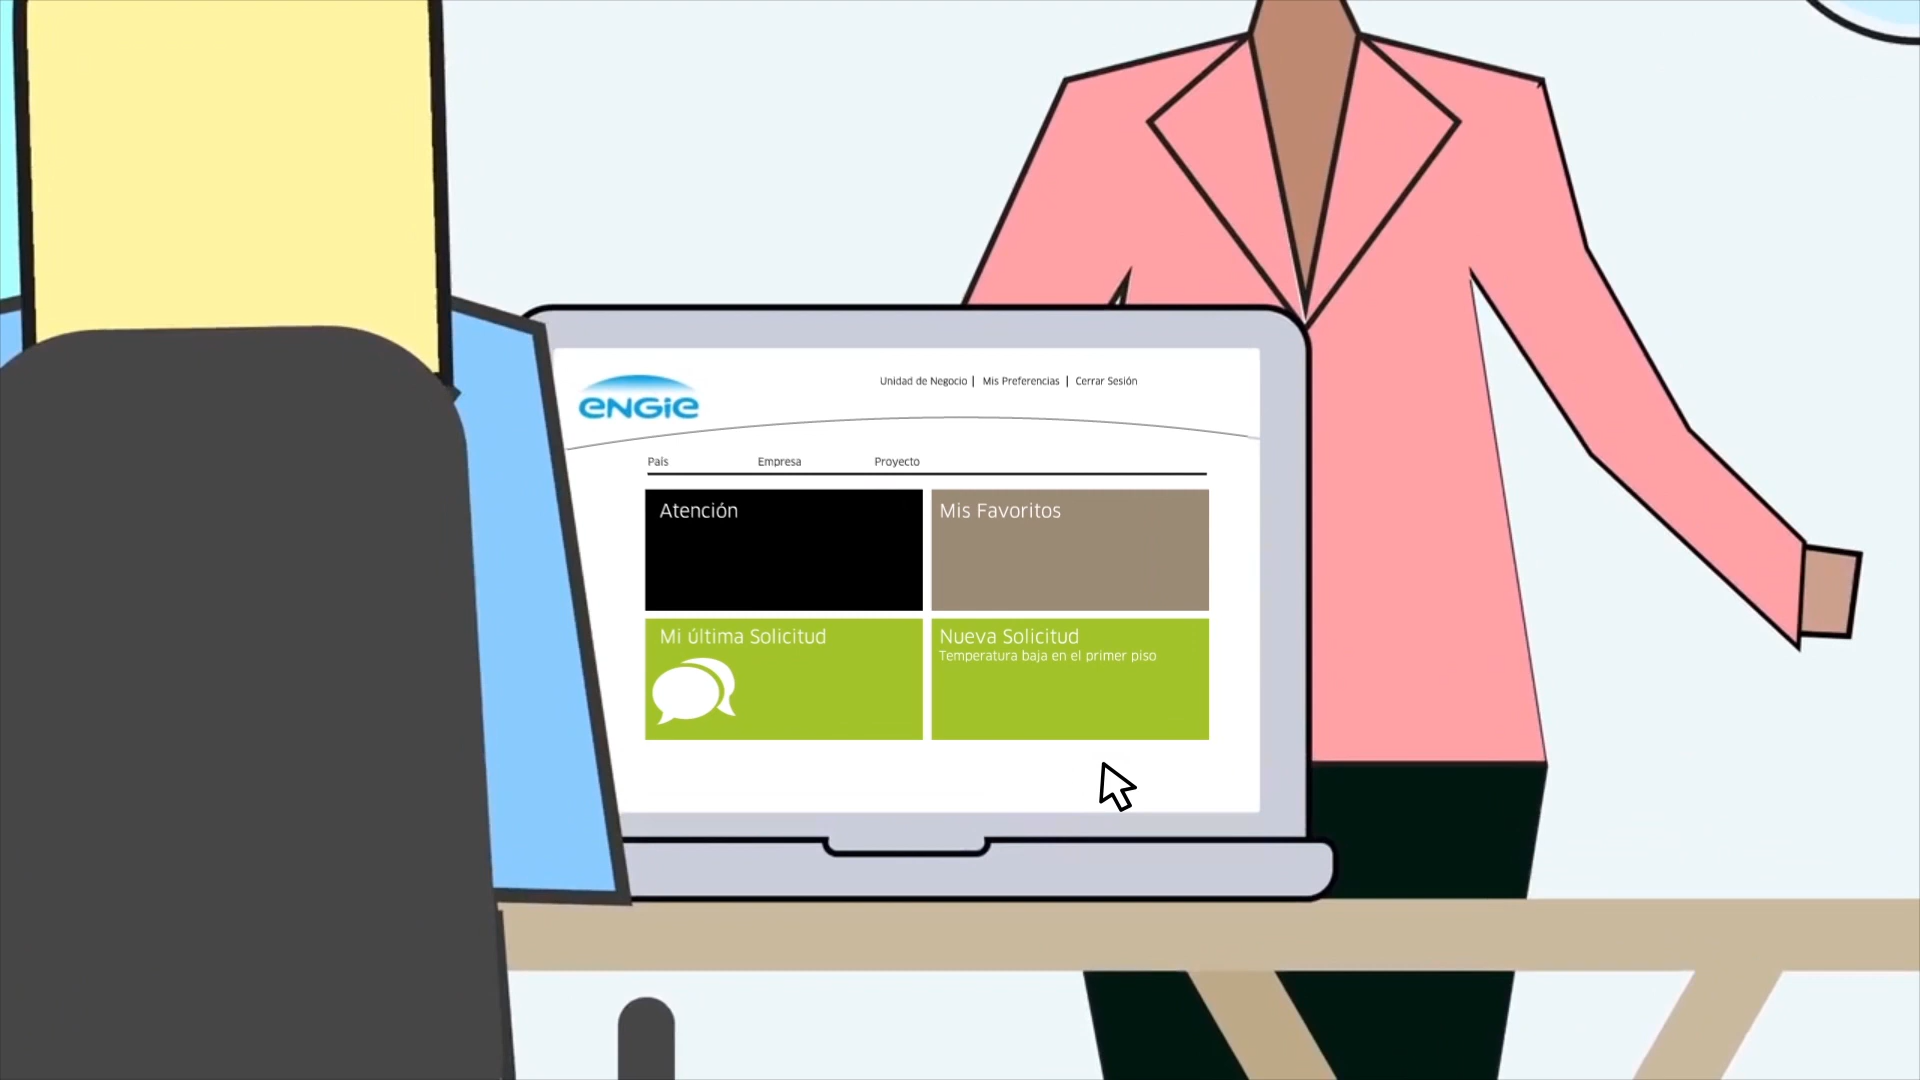 ENGIE
Unidad de Negocio | Mis Preferencias | Cerrar Sesión
País Empresa Proyecto
Atención
Mis Favoritos
Mi última Solicitud
Nueva Solicitud
Temperatura baja en el primer piso